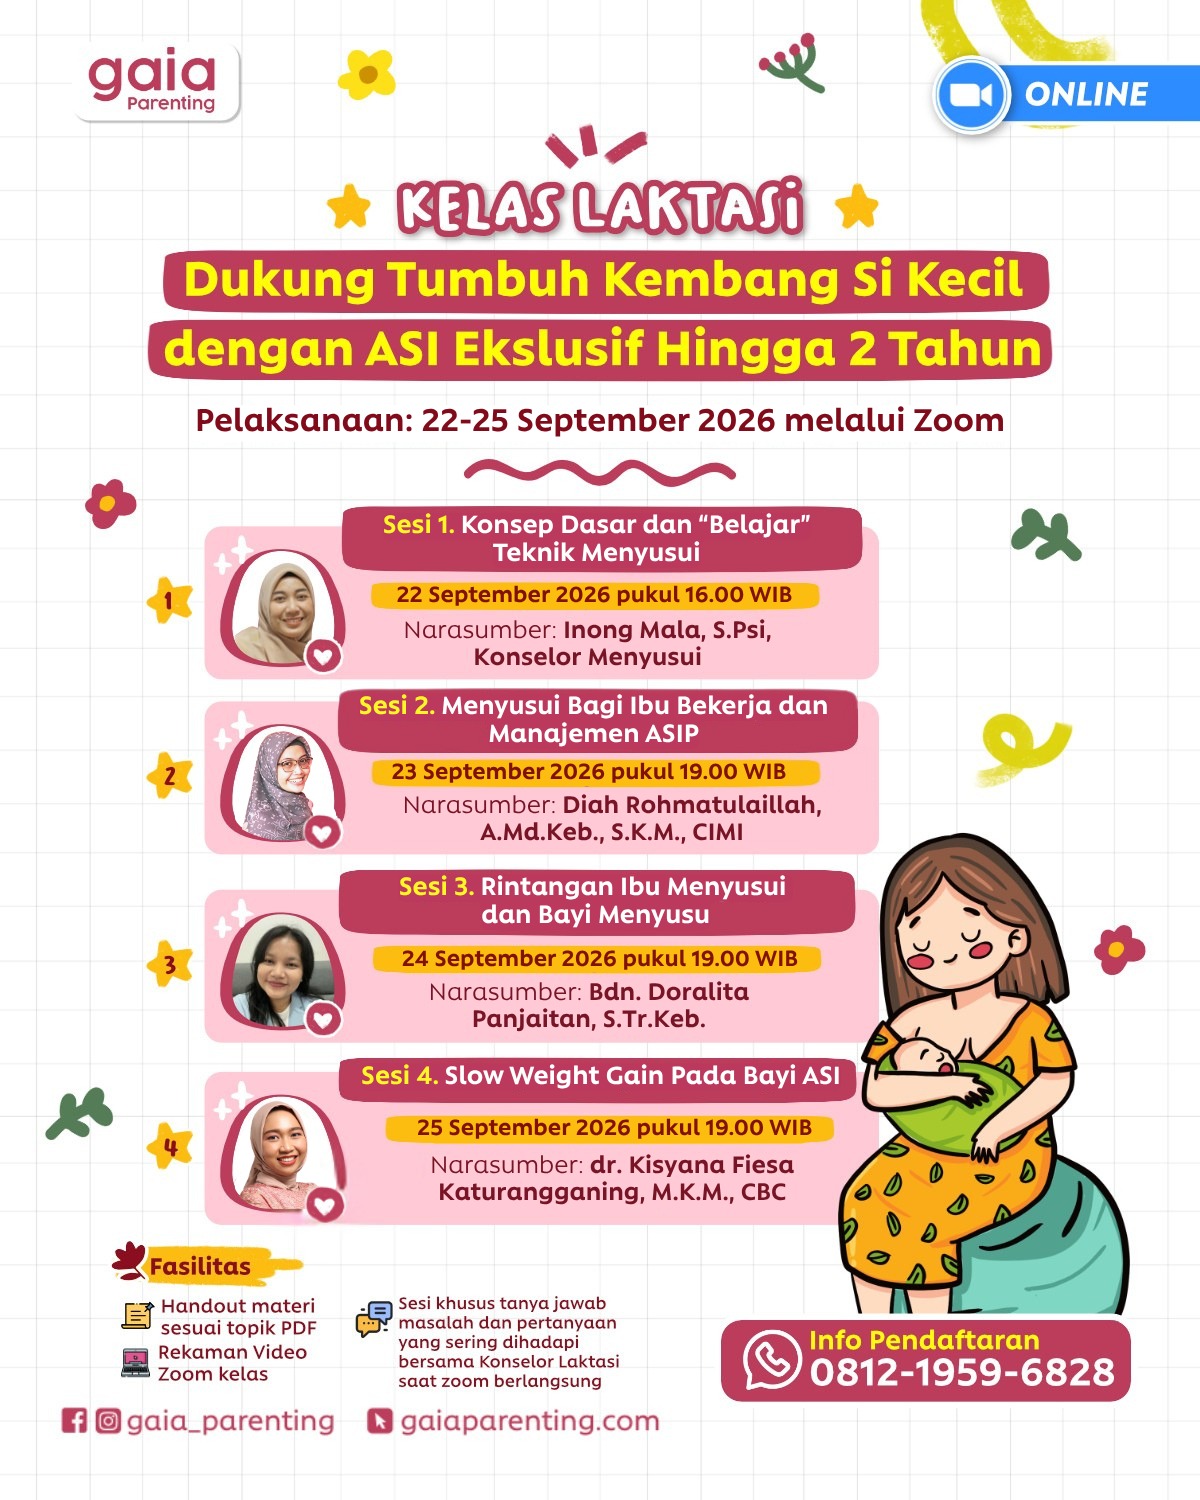 gaia
Parenting
ONLINE
KELAS LAKTASi
Dukung Tumbuh Kembang Si Kecil
dengan ASI Ekslusif Hingga 2 Tahun
Pelaksanaan: 22-25 September 2026 melalui Zoom
1
Sesi 1. Konsep Dasar dan “Belajar”
Teknik Menyusui
22 September 2026 pukul 16.00 WIB
Narasumber: Inong Mala, S.Psi,
Konselor Menyusui
2
Sesi 2. Menyusui Bagi Ibu Bekerja dan
Manajemen ASIP
23 September 2026 pukul 19.00 WIB
Narasumber: Diah Rohmatulaillah,
A.Md.Keb., S.K.M., CIMI
3
Sesi 3. Rintangan Ibu Menyusui
dan Bayi Menyusu
24 September 2026 pukul 19.00 WIB
Narasumber: Bdn. Doralita
Panjaitan, S.Tr.Keb.
4
Sesi 4. Slow Weight Gain Pada Bayi ASI
25 September 2026 pukul 19.00 WIB
Narasumber: dr. Kisyana Fiesa
Katurangganing, M.K.M., CBC
Fasilitas
Handout materi
sesuai topik PDF
Rekaman Video
Zoom kelas
Sesi khusus tanya jawab
masalah dan pertanyaan
yang sering dihadapi
bersama Konselor Laktasi
saat zoom berlangsung
Info Pendaftaran
0812-1959-6828
gaia_parenting
gaiaparenting.com